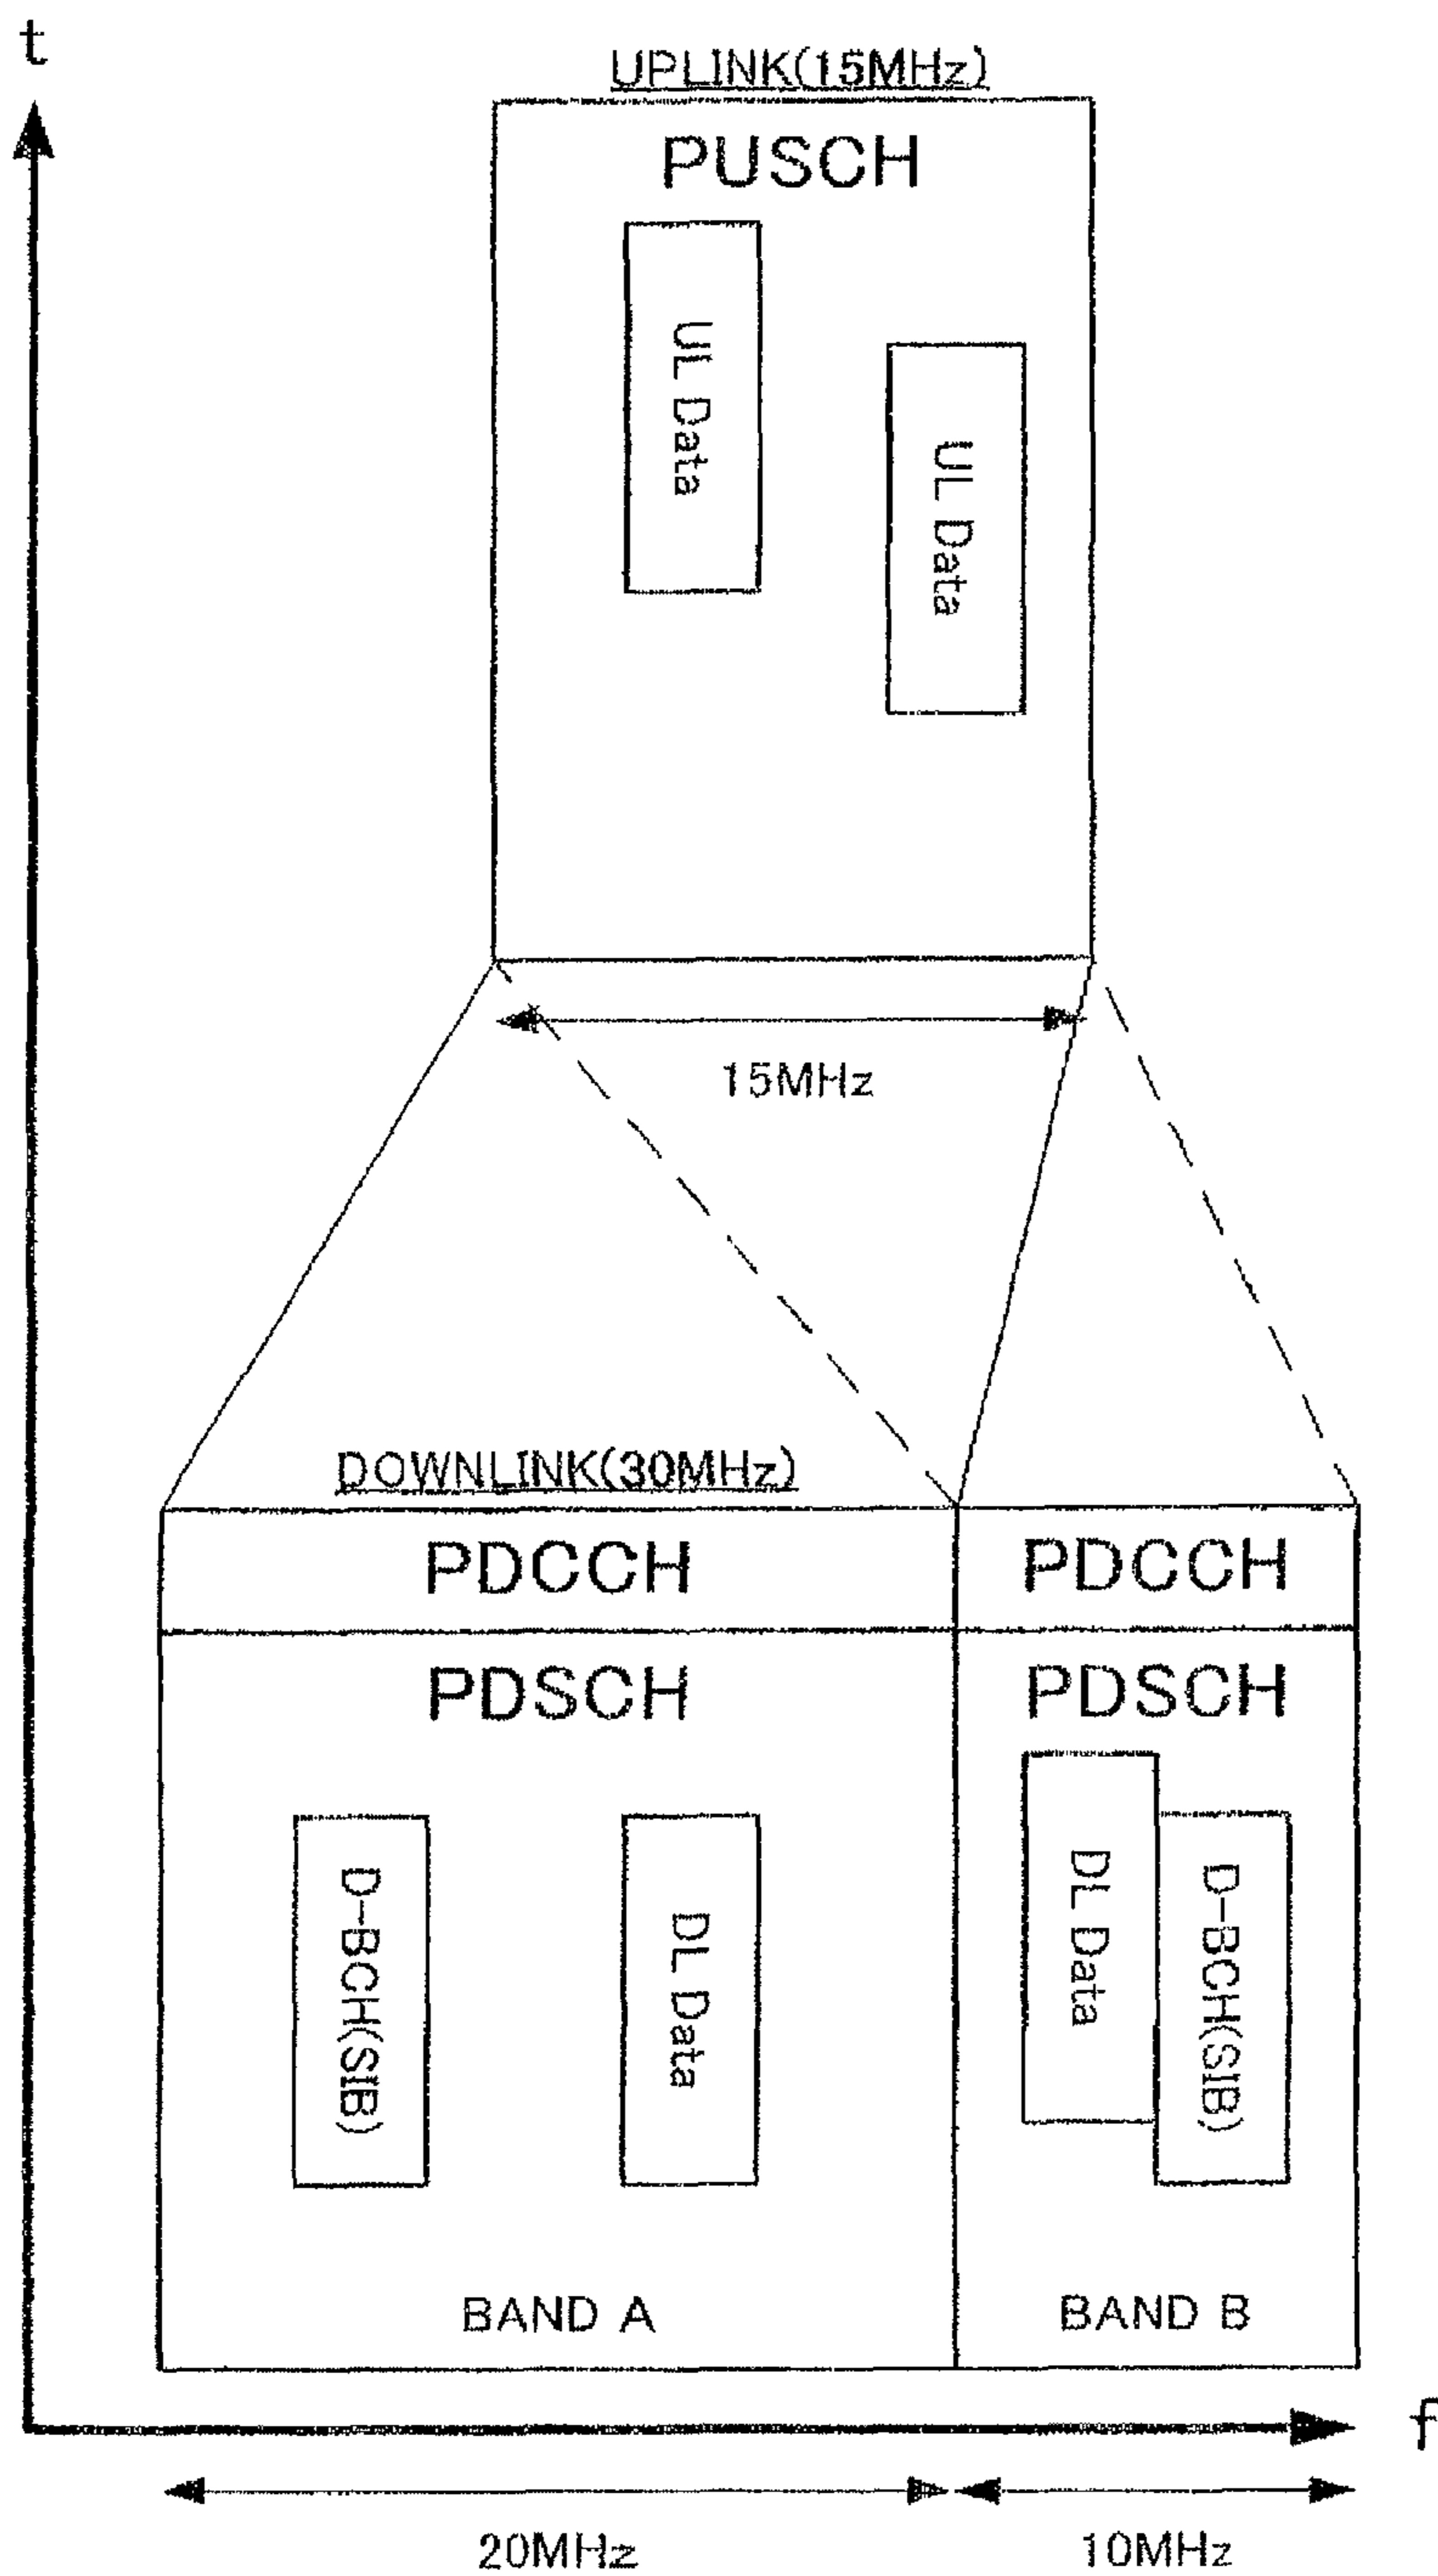 t
UPLINK(15MHz)
PUSCH
UL Data
UL Data
15MHz
DOWNLINK(30MHz)
PDCCH
PDCCH
PDSCH
PDSCH
D-BCH(SIB)
DL Data
DL Data
D-BCH(SIB)
BAND A
BAND B
f
20MHz
10MHz